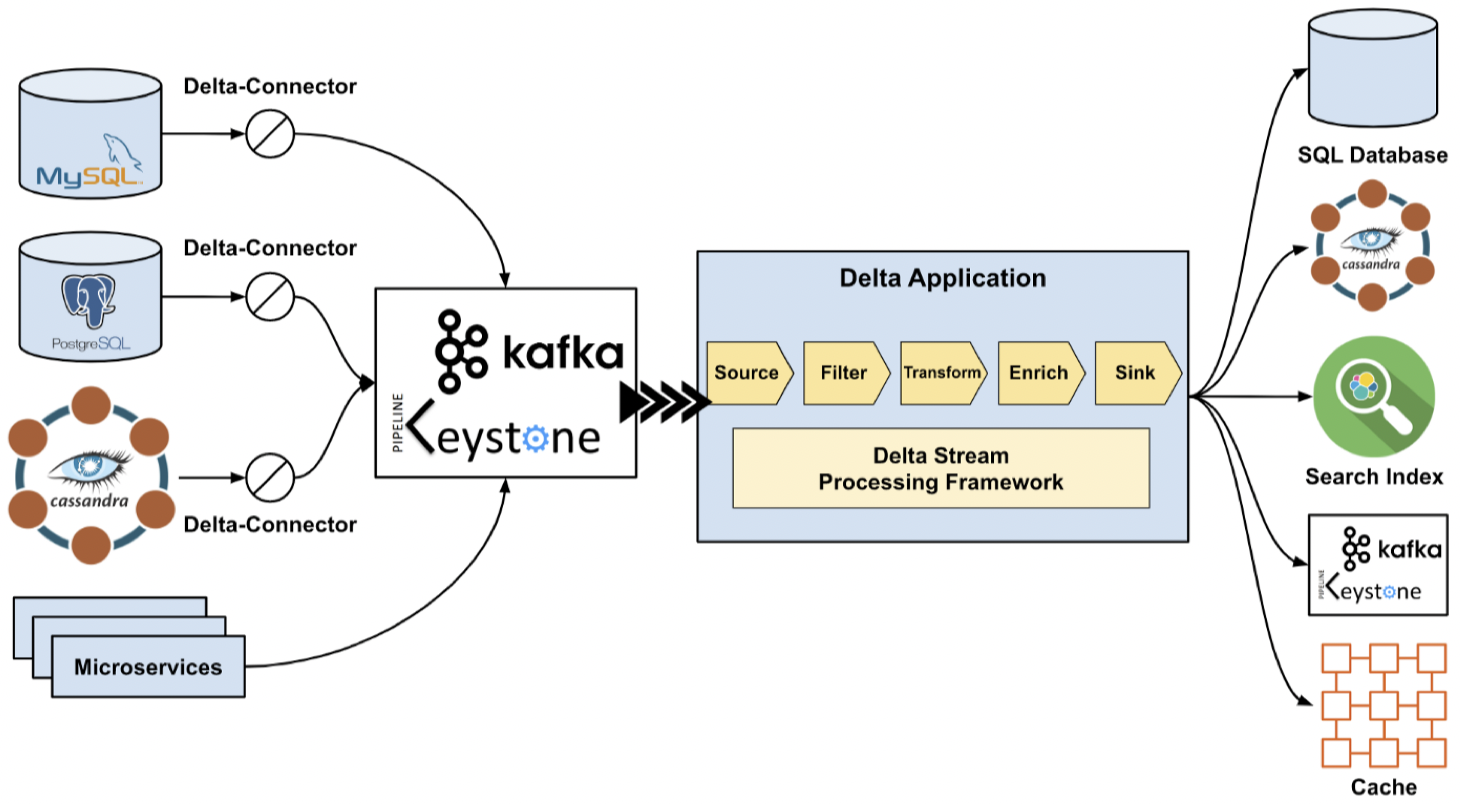 Delta-Connector
MySQL
Delta-Connector
PostgreSQL
cassandra
Delta-Connector
Microservices
kafka
PIPELINE
Keystone
Delta Application
Source
Filter
Transform
Enrich
Sink
Delta Stream
Processing Framework
SQL Database
cassandra
Search Index
kafka
PIPELINE
Keystone
Cache